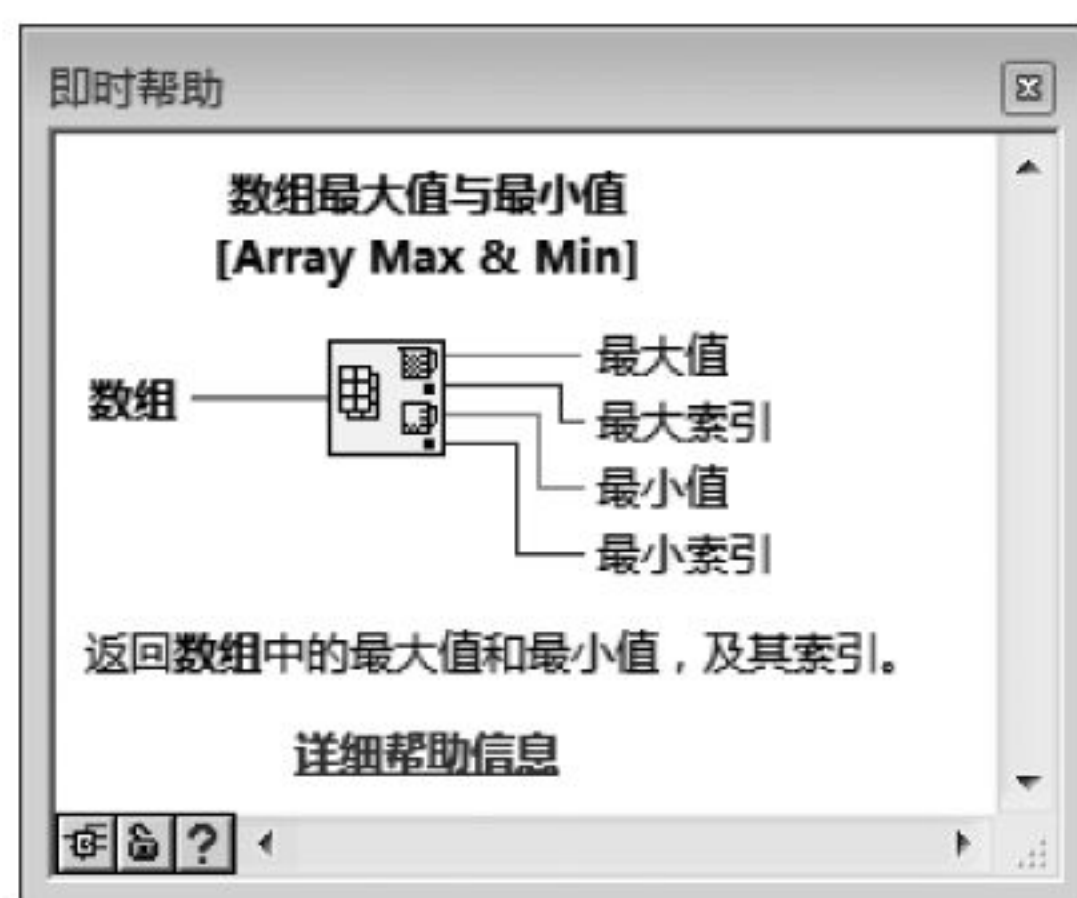 即时帮助
数组最大值与最小值
[Array Max & Min]
数组
最大值
最大索引
最小值
最小索引
返回数组中的最大值和最小值，及其索引。
详细帮助信息
?